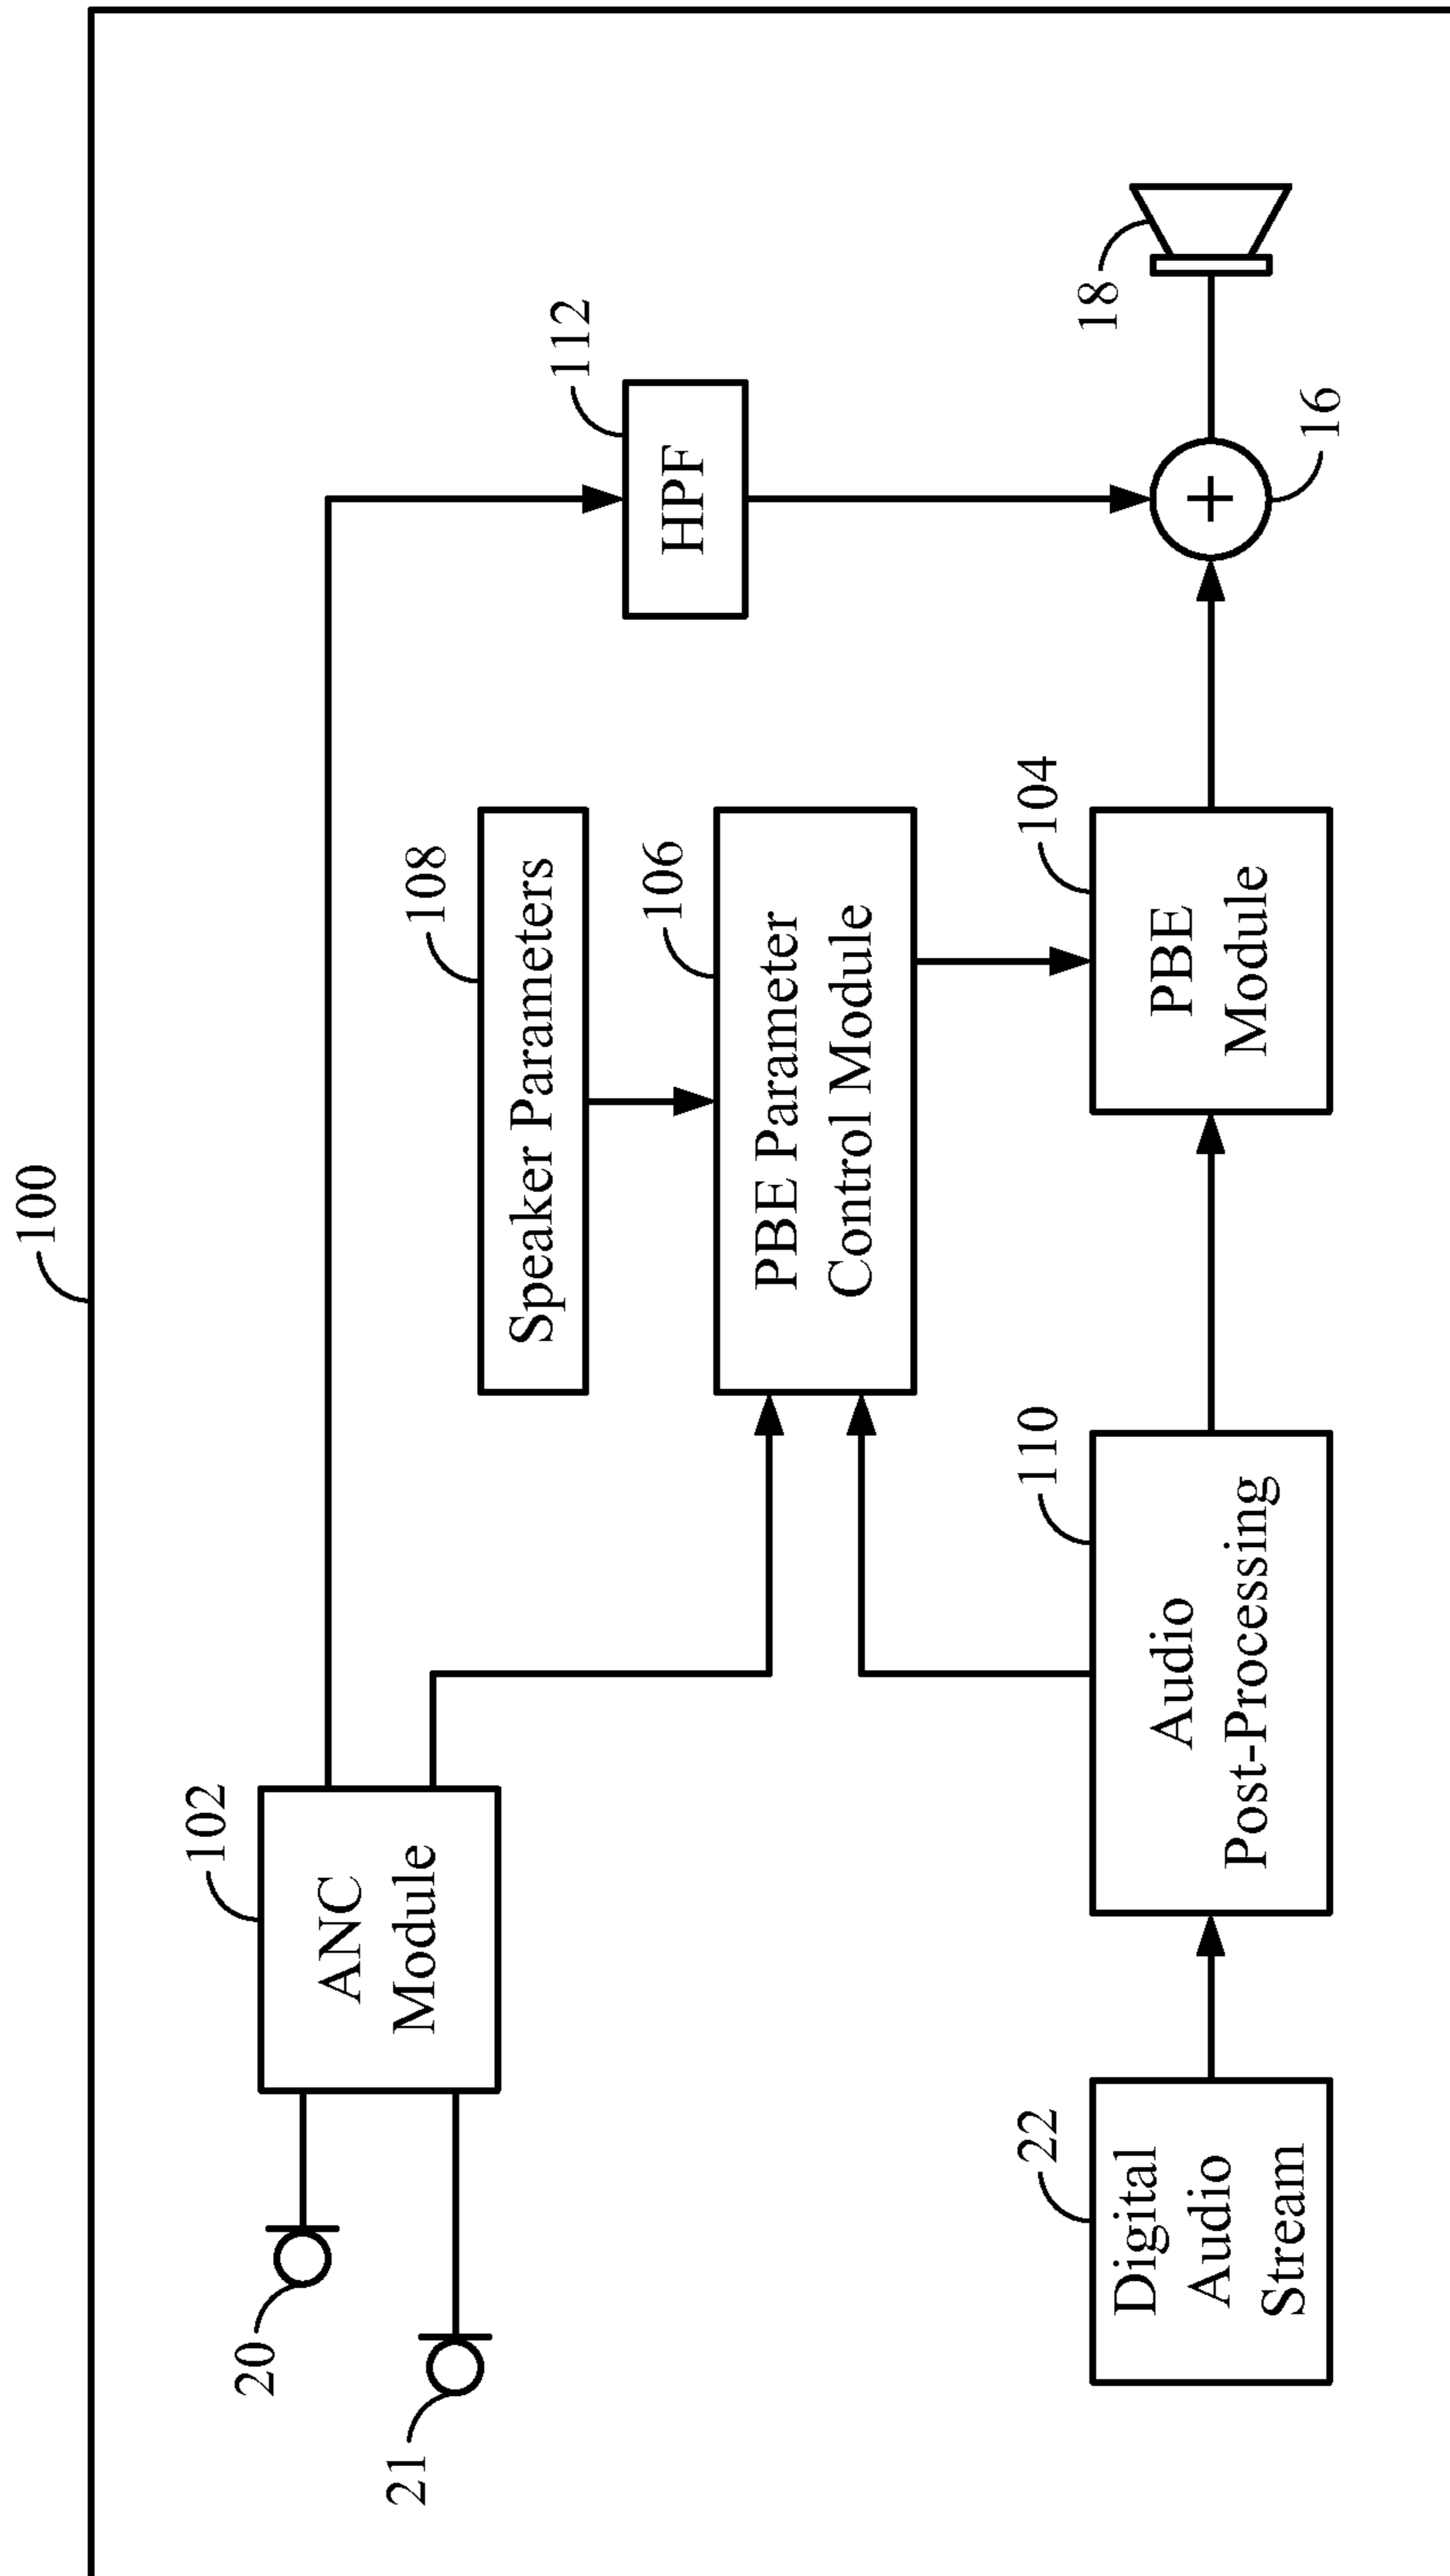 100
102
ANC
Module
20
21
112
HPF
108
Speaker Parameters
106
PBE Parameter
Control Module
22
Digital
Audio
Stream
110
Audio
Post-Processing
104
PBE
Module
+
16
18